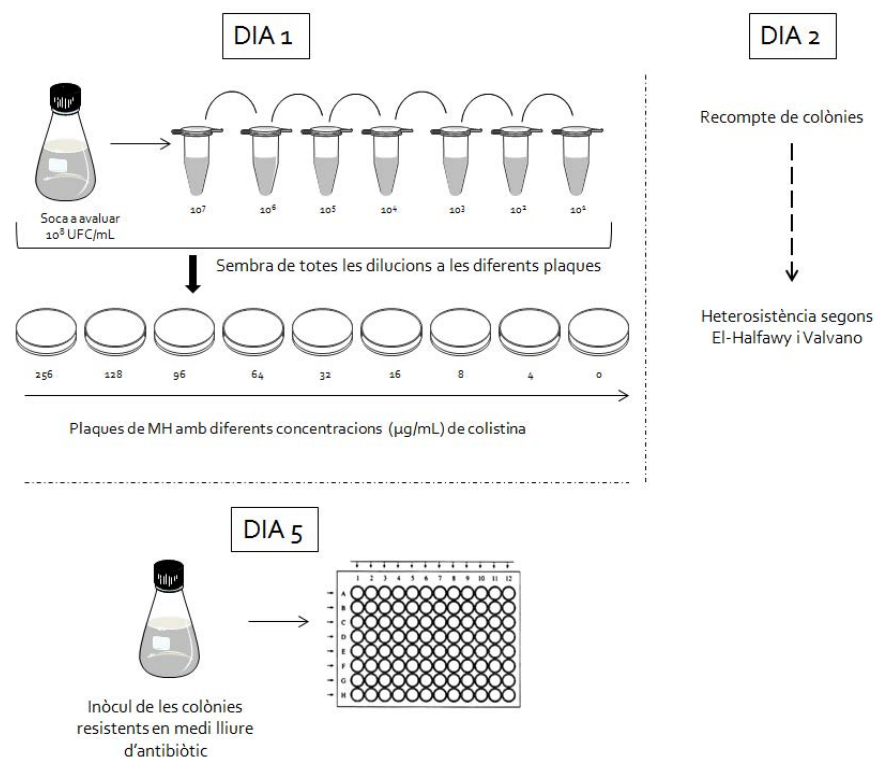 DIA 1
Soca a avaluar
10⁸ UFC/mL
10⁷ 10⁶ 10⁵ 10⁴ 10³ 10² 10¹
Sembra de totes les dilucions a les diferents plaques
256 128 96 64 32 16 8 4 0
Plaques de MH amb diferents concentracions (µg/mL) de colistina
DIA 2
Recompte de colònies
Heterosistència segons
El-Halfawy i Valvano
DIA 5
Inòcul de les colònies
resistents en medi lliure
d'antibiòtic
1 2 3 4 5 6 7 8 9 10 11 12
A
B
C
D
E
F
G
H